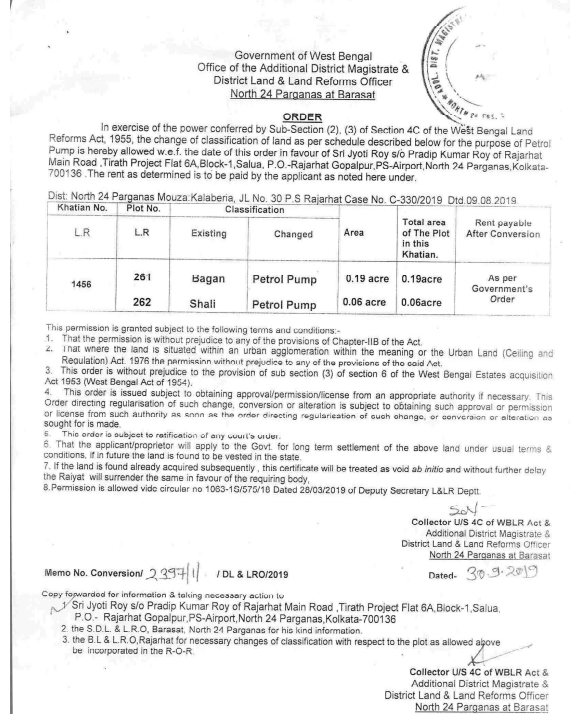 ADDL. DIST. MAGISTRATE
NORTH 24 PRGS.
Government of West Bengal
Office of the Additional District Magistrate &
District Land & Land Reforms Officer
North 24 Parganas at Barasat
ORDER
In exercise of the power conferred by Sub-Section (2), (3) of Section 4C of the West Bengal Land
Reforms Act, 1955, the change of classification of land as per schedule described below for the purpose of Petrol
Pump is hereby allowed w.e.f. the date of this order in favour of Sri Jyoti Roy s/o Pradip Kumar Roy of Rajarhat
Main Road ,Tirath Project Flat 6A,Block-1,Salua, P.O.-Rajarhat Gopalpur,PS-Airport,North 24 Parganas,Kolkata-
700136 .The rent as determined is to be paid by the applicant as noted here under.
Dist: North 24 Parganas Mouza:Kalaberia, JL No. 30 P.S Rajarhat Case No. C-330/2019 Dtd.09.08.2019
Khatian No. Plot No. Classification Area Total area of The Plot in this Khatian. Rent payable After Conversion
L.R L.R Existing Changed
1456 261 Bagan Petrol Pump 0.19 acre 0.19acre As per Government's Order
262 Shali Petrol Pump 0.06 acre 0.06acre
This permission is granted subject to the following terms and conditions:-
1. That the permission is without prejudice to any of the provisions of Chapter-IIB of the Act.
2. That where the land is situated within an urban agglomeration within the meaning or the Urban Land (Ceiling and
Regulation) Act. 1976 the permission without prejudice to any of the provisions of the said Act.
3. This order is without prejudice to the provision of sub section (3) of section 6 of the West Bengal Estates acquisition
Act 1953 (West Bengal Act of 1954).
4. This order is issued subject to obtaining approval/permission/license from an appropriate authority if necessary. This
Order directing regularisation of such change, conversion or alteration is subject to obtaining such approval or permission
or license from such authority as soon as the order directing regularisation of such change, or conversion or alteration as
sought for is made.
5. This order is subject to ratification of any court's order.
6. That the applicant/proprietor will apply to the Govt. for long term settlement of the above land under usual terms &
conditions, if in future the land is found to be vested in the state.
7. If the land is found already acquired subsequently , this certificate will be treated as void ab initio and without further delay
the Raiyat will surrender the same in favour of the requiring body,
8.Permission is allowed vide circular no 1063-1S/575/18 Dated 28/03/2019 of Deputy Secretary L&LR Deptt.
Collector U/S 4C of WBLR Act &
Additional District Magistrate &
District Land & Land Reforms Officer
North 24 Parganas at Barasat
Memo No. Conversion/ 2397/1/ / DL & LRO/2019
Dated- 30.9.2019
Copy forwarded for information & taking necessary action to
Sri Jyoti Roy s/o Pradip Kumar Roy of Rajarhat Main Road ,Tirath Project Flat 6A,Block-1,Salua,
P.O.- Rajarhat Gopalpur,PS-Airport,North 24 Parganas,Kolkata-700136
2. the S.D.L. & L.R.O, Barasat, North 24 Parganas for his kind information.
3. the B.L & L.R.O,Rajarhat for necessary changes of classification with respect to the plot as allowed above
be incorporated in the R-O-R
Collector U/S 4C of WBLR Act &
Additional District Magistrate &
District Land & Land Reforms Officer
North 24 Parganas at Barasat